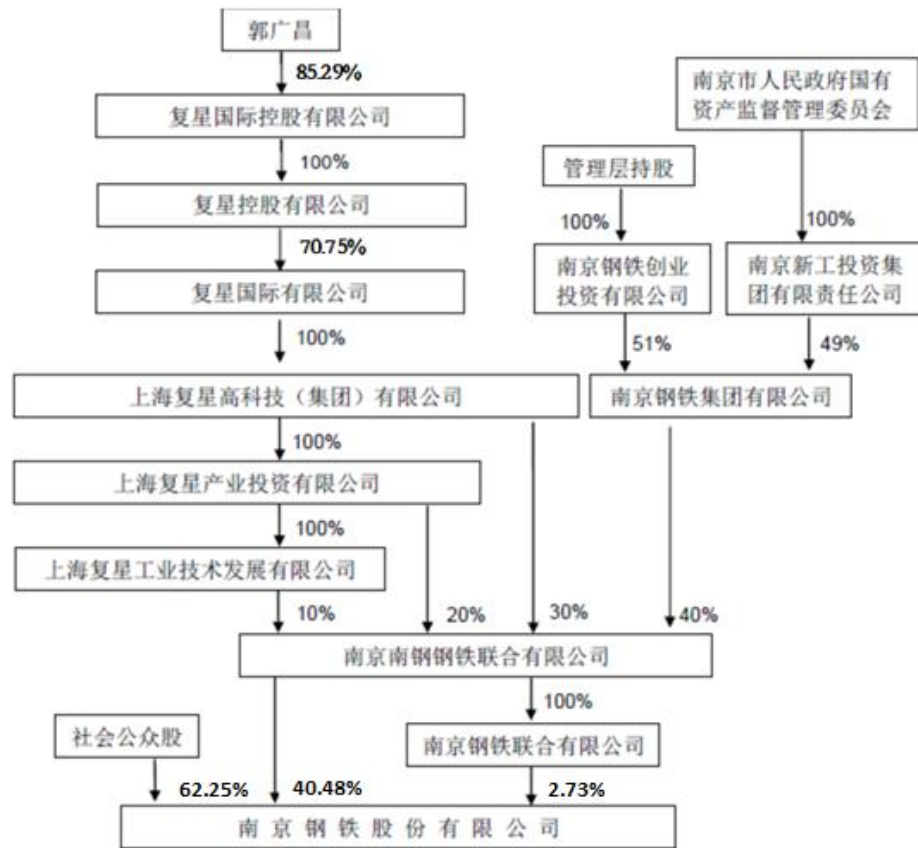 郭广昌
85.29%
南京市人民政府国有
资产监督管理委员会
复星国际控股有限公司
100%
管理层持股
复星控股有限公司
100%
100%
70.75%
南京钢铁创业
投资有限公司
南京新工投资集
团有限责任公司
复星国际有限公司
100%
51%
49%
上海复星高科技（集团）有限公司
南京钢铁集团有限公司
100%
上海复星产业投资有限公司
100%
上海复星工业技术发展有限公司
10%
20%
30%
40%
南京南钢钢铁联合有限公司
100%
社会公众股
南京钢铁联合有限公司
62.25%
40.48%
2.73%
南京钢铁股份有限公司